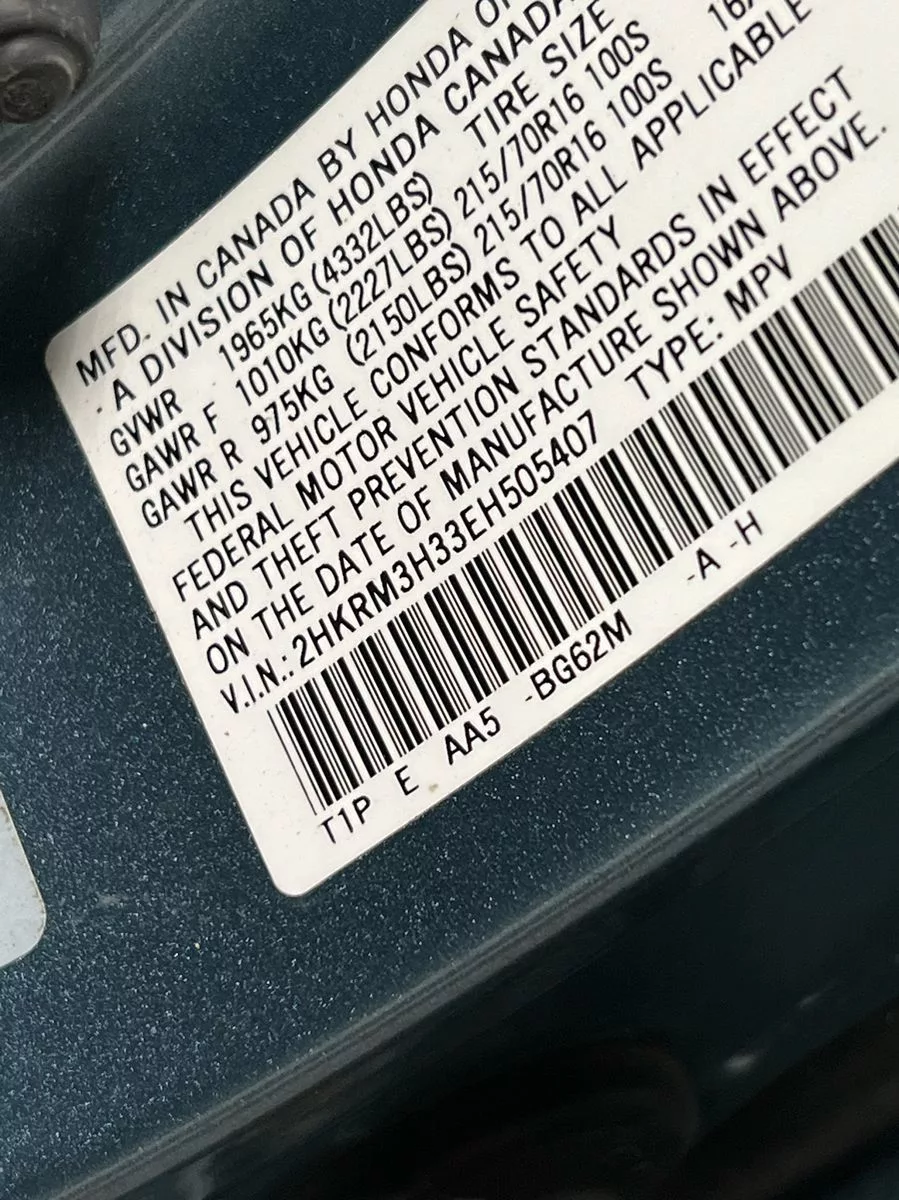 MFD. IN CANADA BY HONDA OF
A DIVISION OF HONDA CANADA
GVWR 1965KG (4332LBS) TIRE SIZE
GAWR F 1010KG (2227LBS) 215/70R16 100S
GAWR R 975KG (2150LBS) 215/70R16 100S
THIS VEHICLE CONFORMS TO ALL APPLICABLE
FEDERAL MOTOR VEHICLE SAFETY
AND THEFT PREVENTION STANDARDS IN EFFECT
ON THE DATE OF MANUFACTURE SHOWN ABOVE.
V.I.N.: 2HKRM3H33EH505407 TYPE: MPV
T1P E AA5 -BG62M -A -H